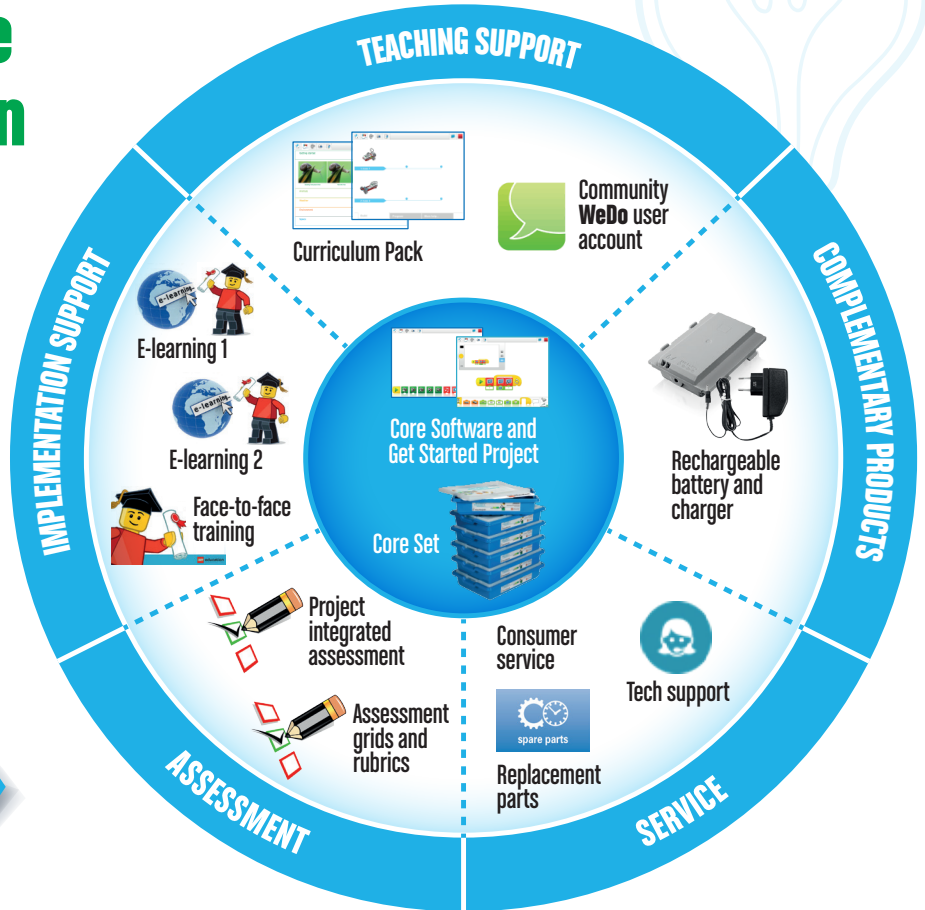 e
n
TEACHING SUPPORT
Curriculum Pack
Community
WeDo user
account
COMPLEMENTARY PRODUCTS
Rechargeable
battery and
charger
SERVICE
Consumer
service
Tech support
spare parts
Replacement
parts
ASSESSMENT
Project
integrated
assessment
Assessment
grids and
rubrics
IMPLEMENTATION SUPPORT
e-learning
E-learning 1
e-learning
E-learning 2
Face-to-face
training
Core Software and
Get Started Project
Core Set